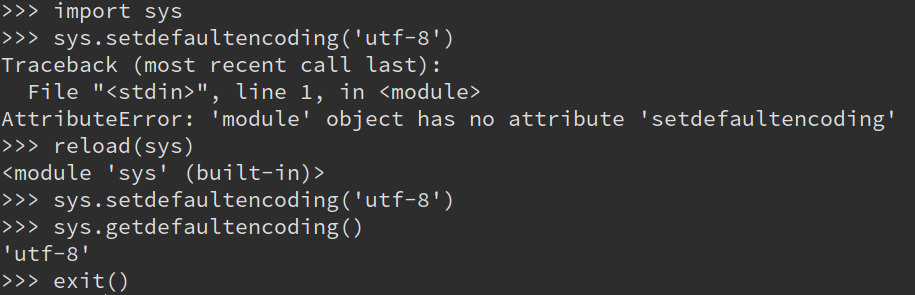 >>> import sys
>>> sys.setdefaultencoding('utf-8')
Traceback (most recent call last):
  File "<stdin>", line 1, in <module>
AttributeError: 'module' object has no attribute 'setdefaultencoding'
>>> reload(sys)
<module 'sys' (built-in)>
>>> sys.setdefaultencoding('utf-8')
>>> sys.getdefaultencoding()
'utf-8'
>>> exit()